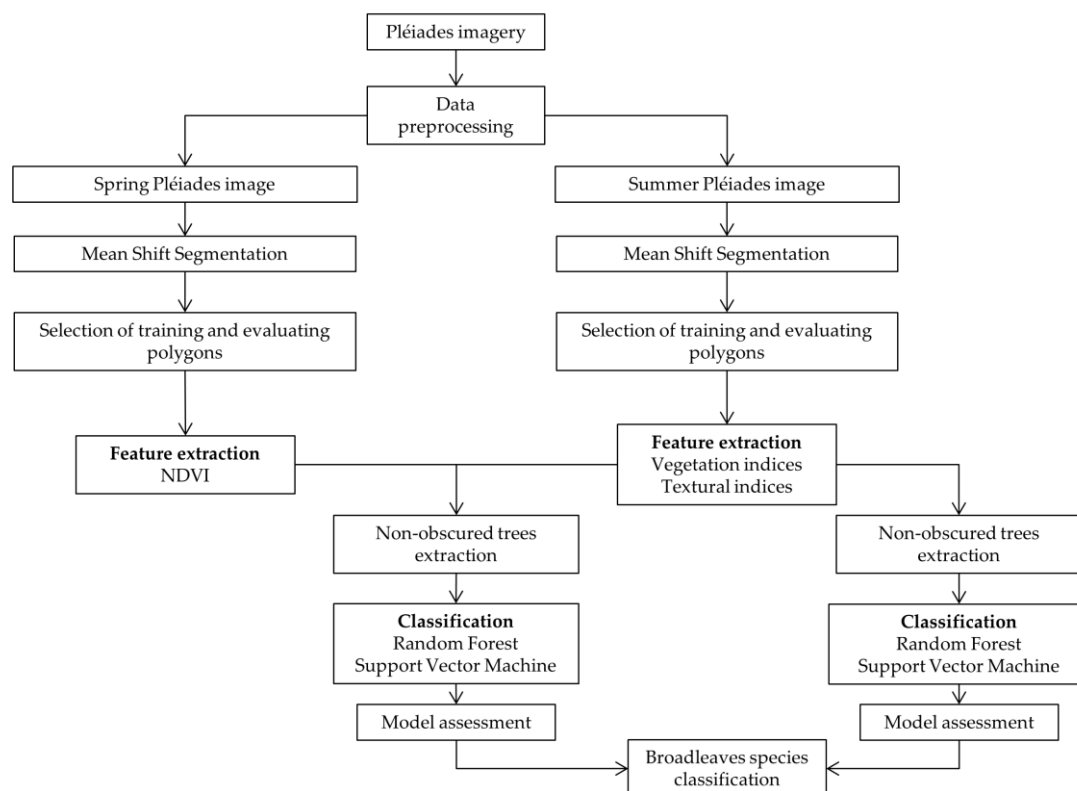 Pléiades imagery
Data
preprocessing
Spring Pléiades image
Summer Pléiades image
Mean Shift Segmentation
Mean Shift Segmentation
Selection of training and evaluating
polygons
Selection of training and evaluating
polygons
Feature extraction
NDVI
Feature extraction
Vegetation indices
Textural indices
Non-obscured trees
extraction
Non-obscured trees
extraction
Classification
Random Forest
Support Vector Machine
Classification
Random Forest
Support Vector Machine
Model assessment
Model assessment
Broadleaves species
classification